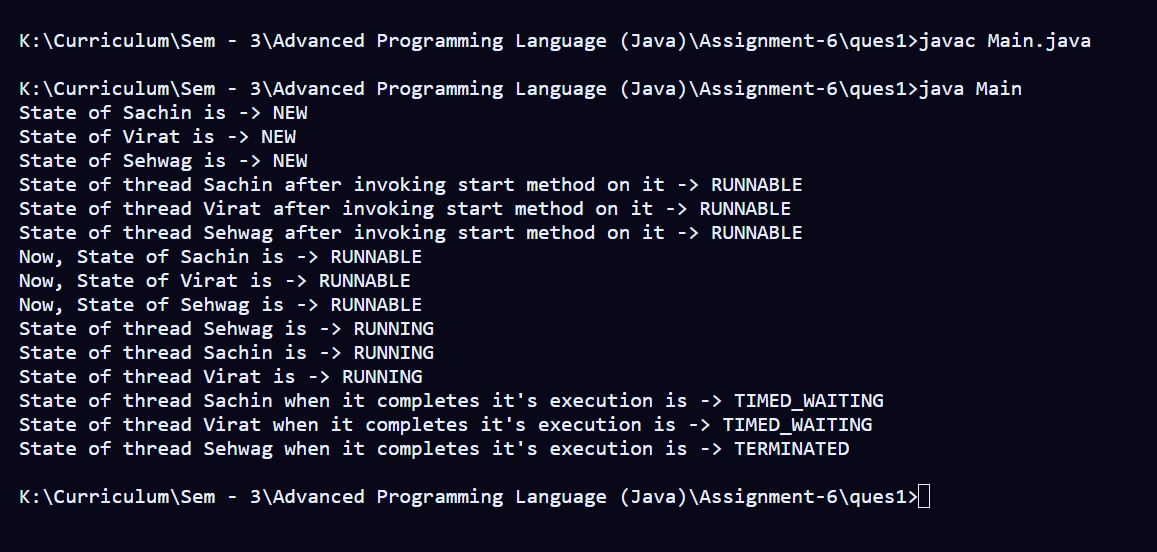 K:\Curriculum\Sem - 3\Advanced Programming Language (Java)\Assignment-6\ques1>javac Main.java
K:\Curriculum\Sem - 3\Advanced Programming Language (Java)\Assignment-6\ques1>java Main
State of Sachin is -> NEW
State of Virat is -> NEW
State of Sehwag is -> NEW
State of thread Sachin after invoking start method on it -> RUNNABLE
State of thread Virat after invoking start method on it -> RUNNABLE
State of thread Sehwag after invoking start method on it -> RUNNABLE
Now, State of Sachin is -> RUNNABLE
Now, State of Virat is -> RUNNABLE
Now, State of Sehwag is -> RUNNABLE
State of thread Sehwag is -> RUNNING
State of thread Sachin is -> RUNNING
State of thread Virat is -> RUNNING
State of thread Sachin when it completes it's execution is -> TIMED_WAITING
State of thread Virat when it completes it's execution is -> TIMED_WAITING
State of thread Sehwag when it completes it's execution is -> TERMINATED
K:\Curriculum\Sem - 3\Advanced Programming Language (Java)\Assignment-6\ques1>